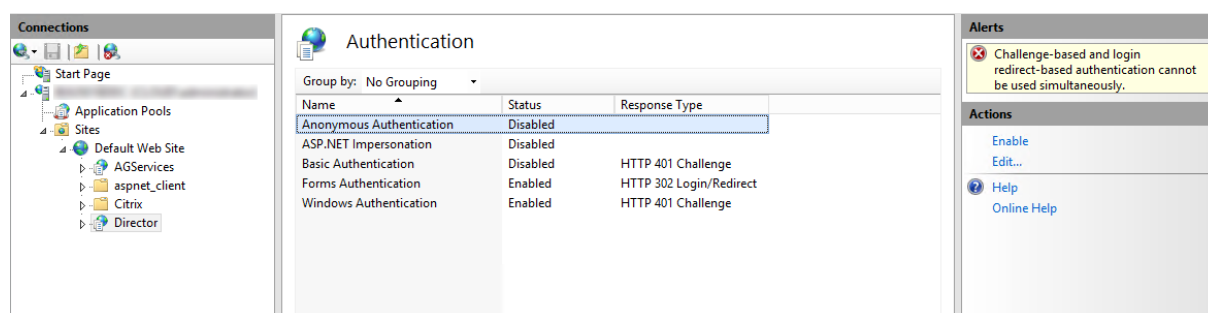 Connections
Start Page
Application Pools
Sites
Default Web Site
AGServices
aspnet_client
Citrix
Director
Authentication
Group by: No Grouping
Name Status Response Type
Anonymous Authentication Disabled
ASP.NET Impersonation Disabled
Basic Authentication Disabled HTTP 401 Challenge
Forms Authentication Enabled HTTP 302 Login/Redirect
Windows Authentication Enabled HTTP 401 Challenge
Alerts
Challenge-based and login
redirect-based authentication cannot
be used simultaneously.
Actions
Enable
Edit...
Help
Online Help